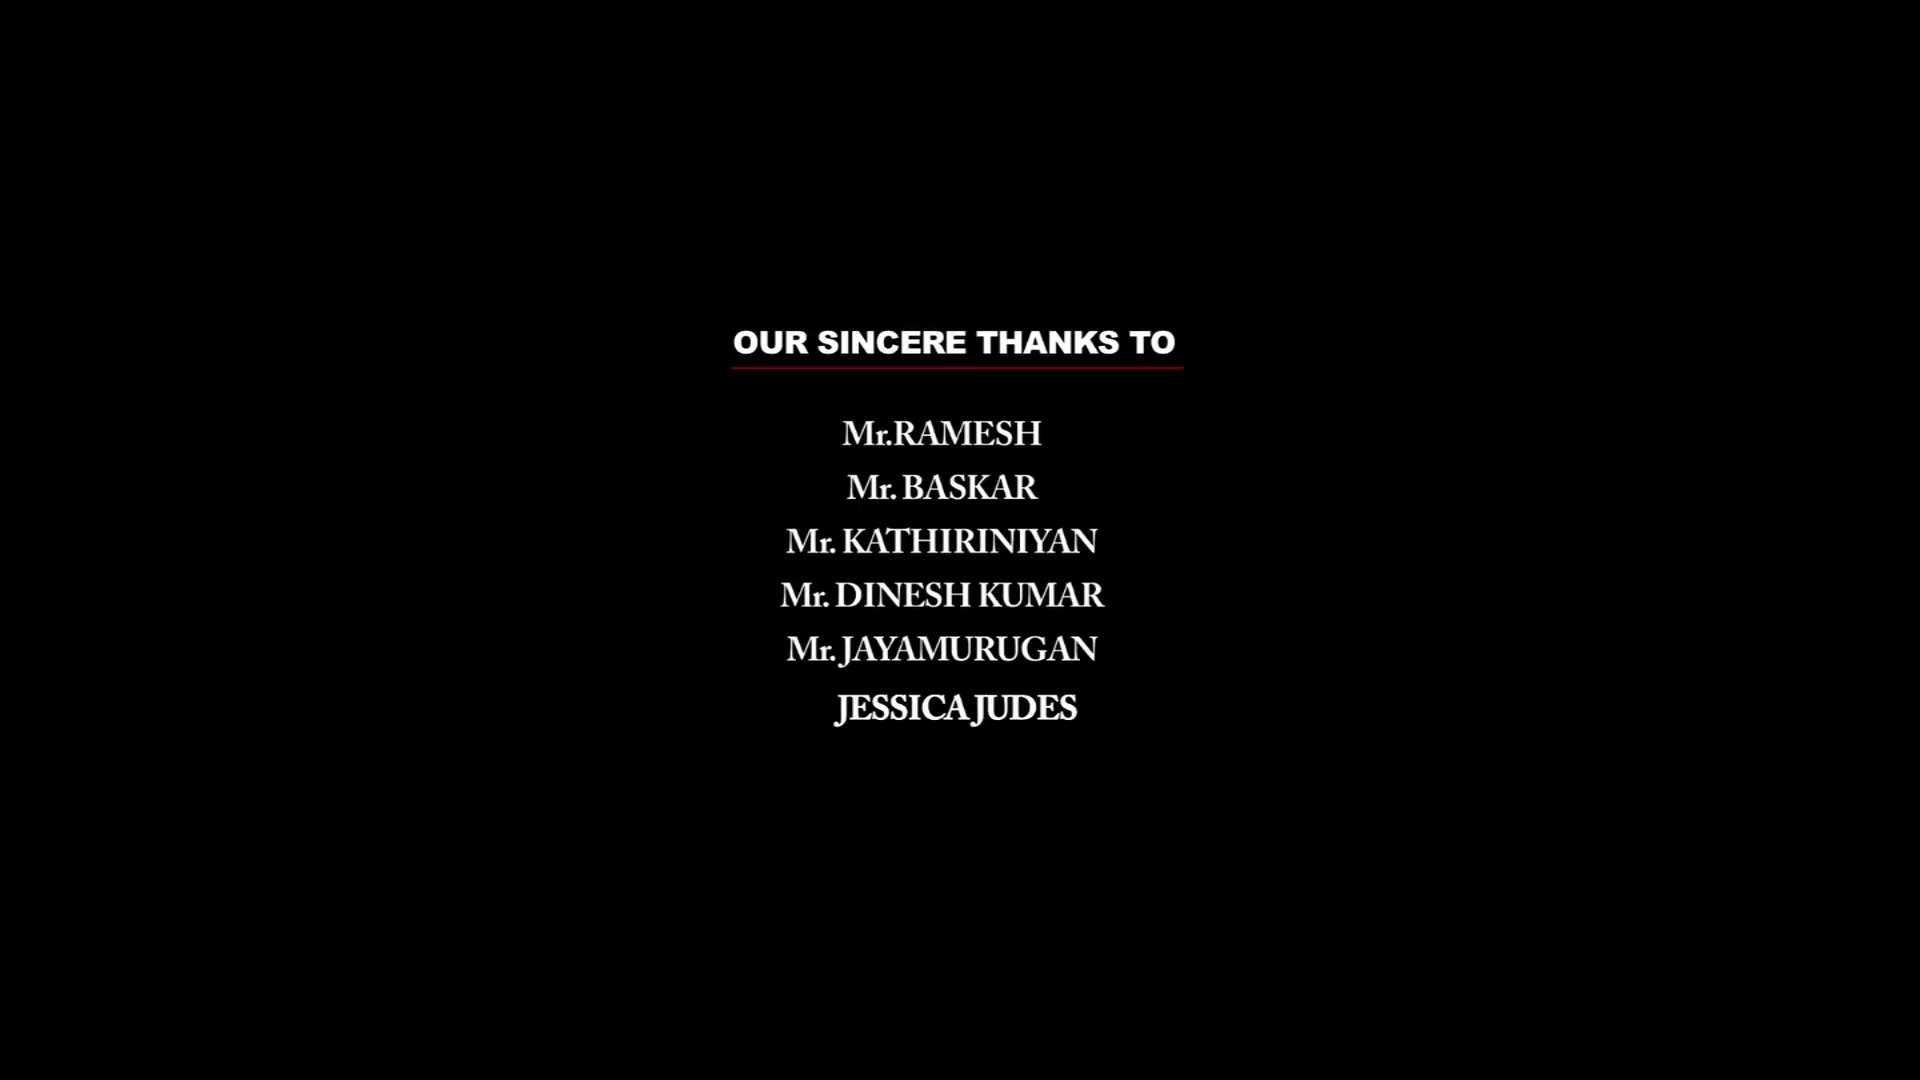 OUR SINCERE THANKS TO
Mr.RAMESH
Mr. BASKAR
Mr. KATHIRINIYAN
Mr. DINESH KUMAR
Mr. JAYAMURUGAN
JESSICA JUDES